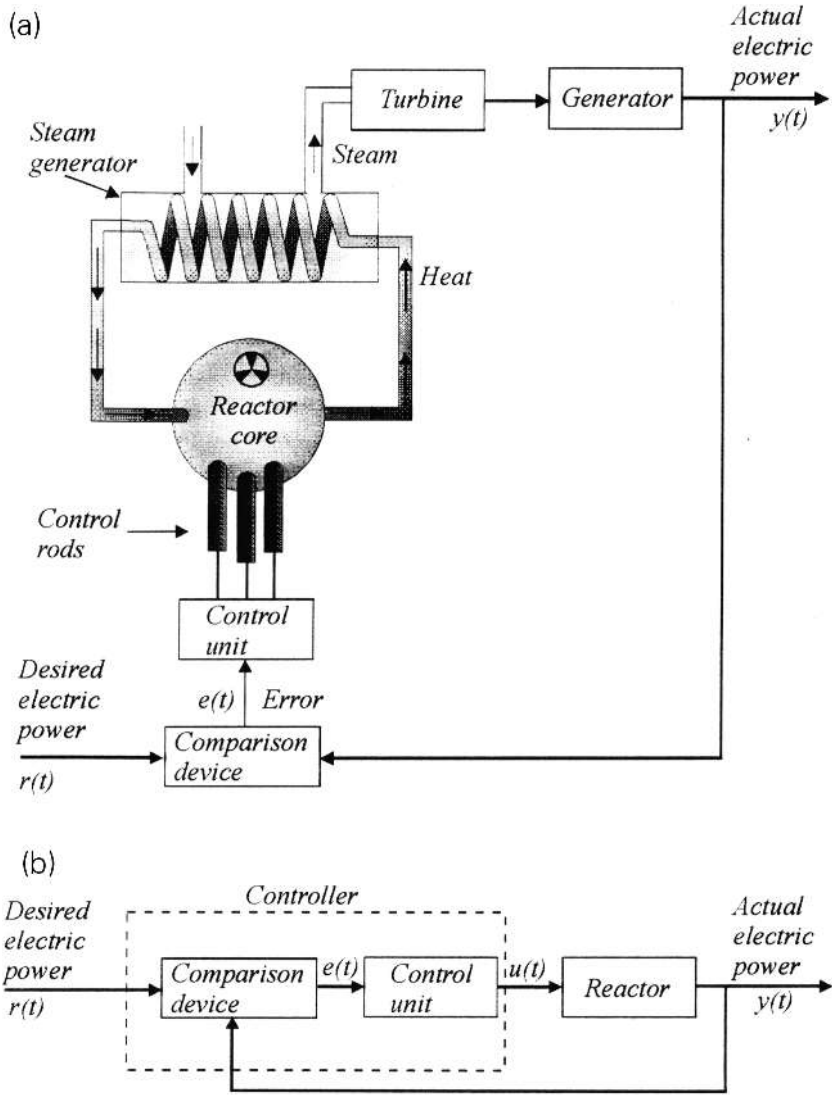 (a)
Actual
electric
power
y(t)
Turbine
Generator
Steam
generator
Steam
Heat
Reactor
core
Control
rods
Control
unit
Desired
electric
power
r(t)
e(t) Error
Comparison
device
(b)
Controller
Desired
electric
power
r(t)
Comparison
device
e(t)
Control
unit
u(t)
Reactor
Actual
electric
power
y(t)